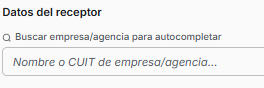 Datos del receptor
Buscar empresa/agencia para autocompletar
Nombre o CUIT de empresa/agencia...